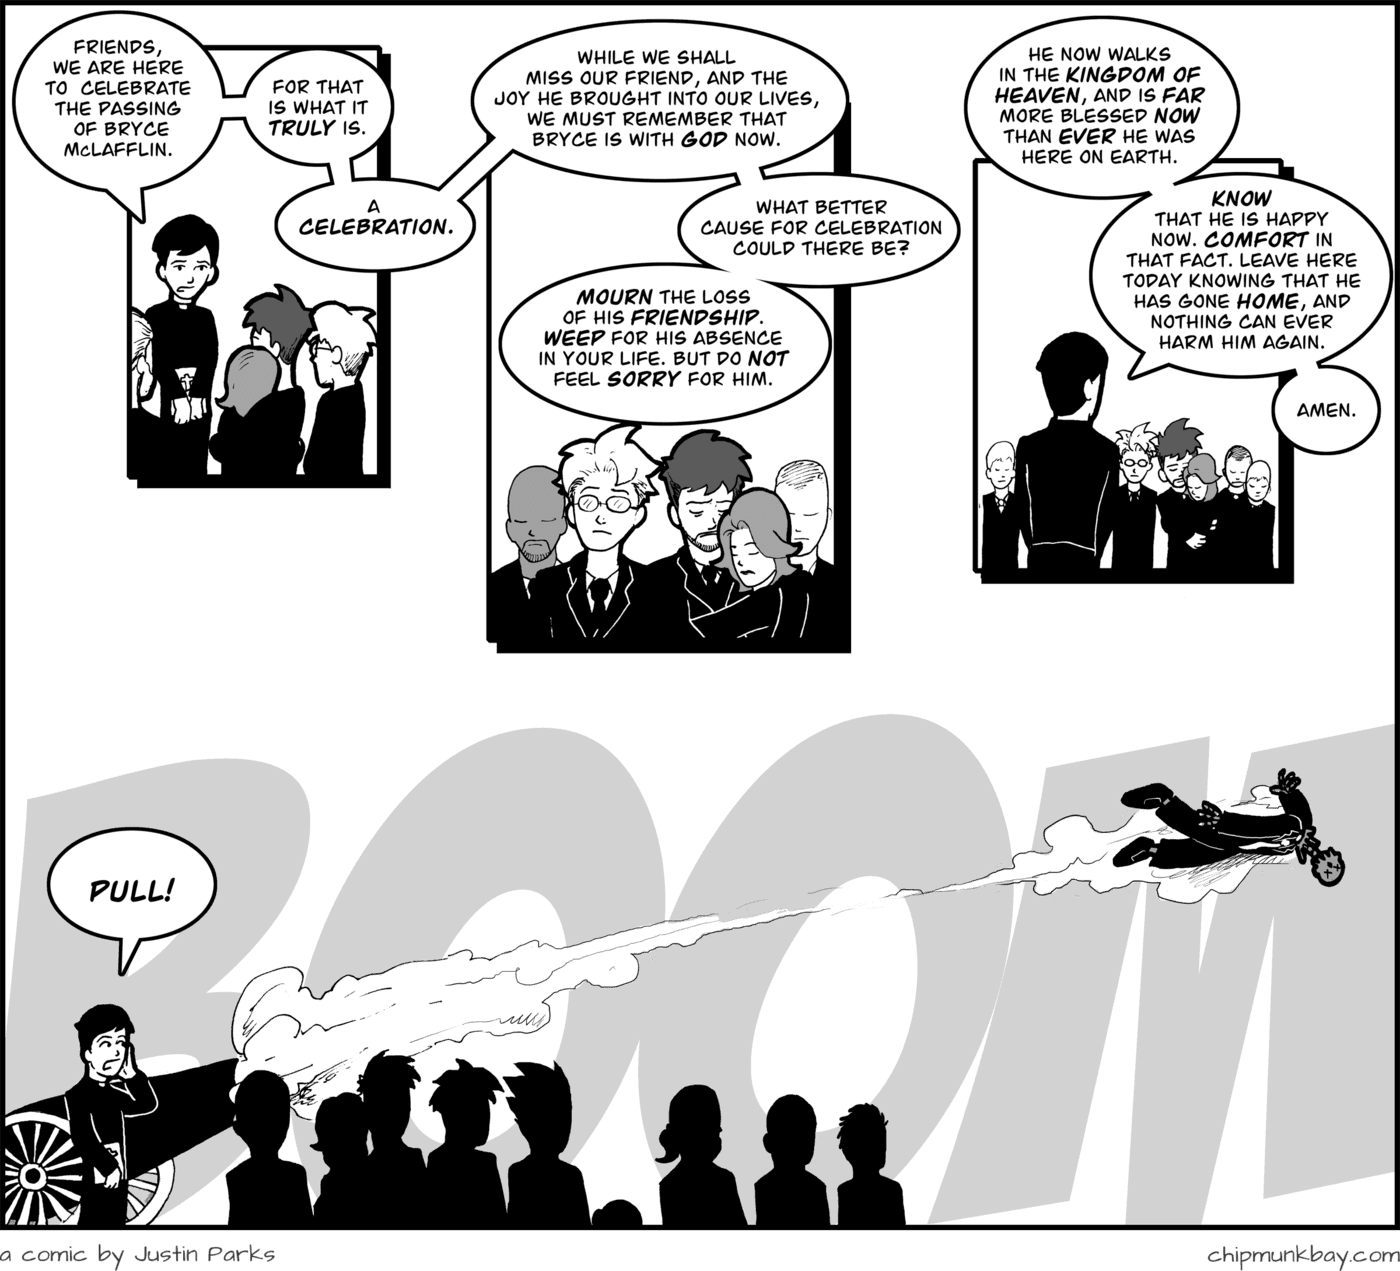 FRIENDS,
WE ARE HERE
TO CELEBRATE
THE PASSING
OF BRYCE
McLAFFLIN.
FOR THAT
IS WHAT IT
TRULY IS.
A
CELEBRATION.
WHILE WE SHALL
MISS OUR FRIEND, AND THE
JOY HE BROUGHT INTO OUR LIVES,
WE MUST REMEMBER THAT
BRYCE IS WITH GOD NOW.
WHAT BETTER
CAUSE FOR CELEBRATION
COULD THERE BE?
MOURN THE LOSS
OF HIS FRIENDSHIP.
WEEP FOR HIS ABSENCE
IN YOUR LIFE. BUT DO NOT
FEEL SORRY FOR HIM.
HE NOW WALKS
IN THE KINGDOM OF
HEAVEN, AND IS FAR
MORE BLESSED NOW
THAN EVER HE WAS
HERE ON EARTH.
KNOW
THAT HE IS HAPPY
NOW. COMFORT IN
THAT FACT. LEAVE HERE
TODAY KNOWING THAT HE
HAS GONE HOME, AND
NOTHING CAN EVER
HARM HIM AGAIN.
AMEN.
BOOM
PULL!
a comic by Justin Parks
chipmunkbay.com